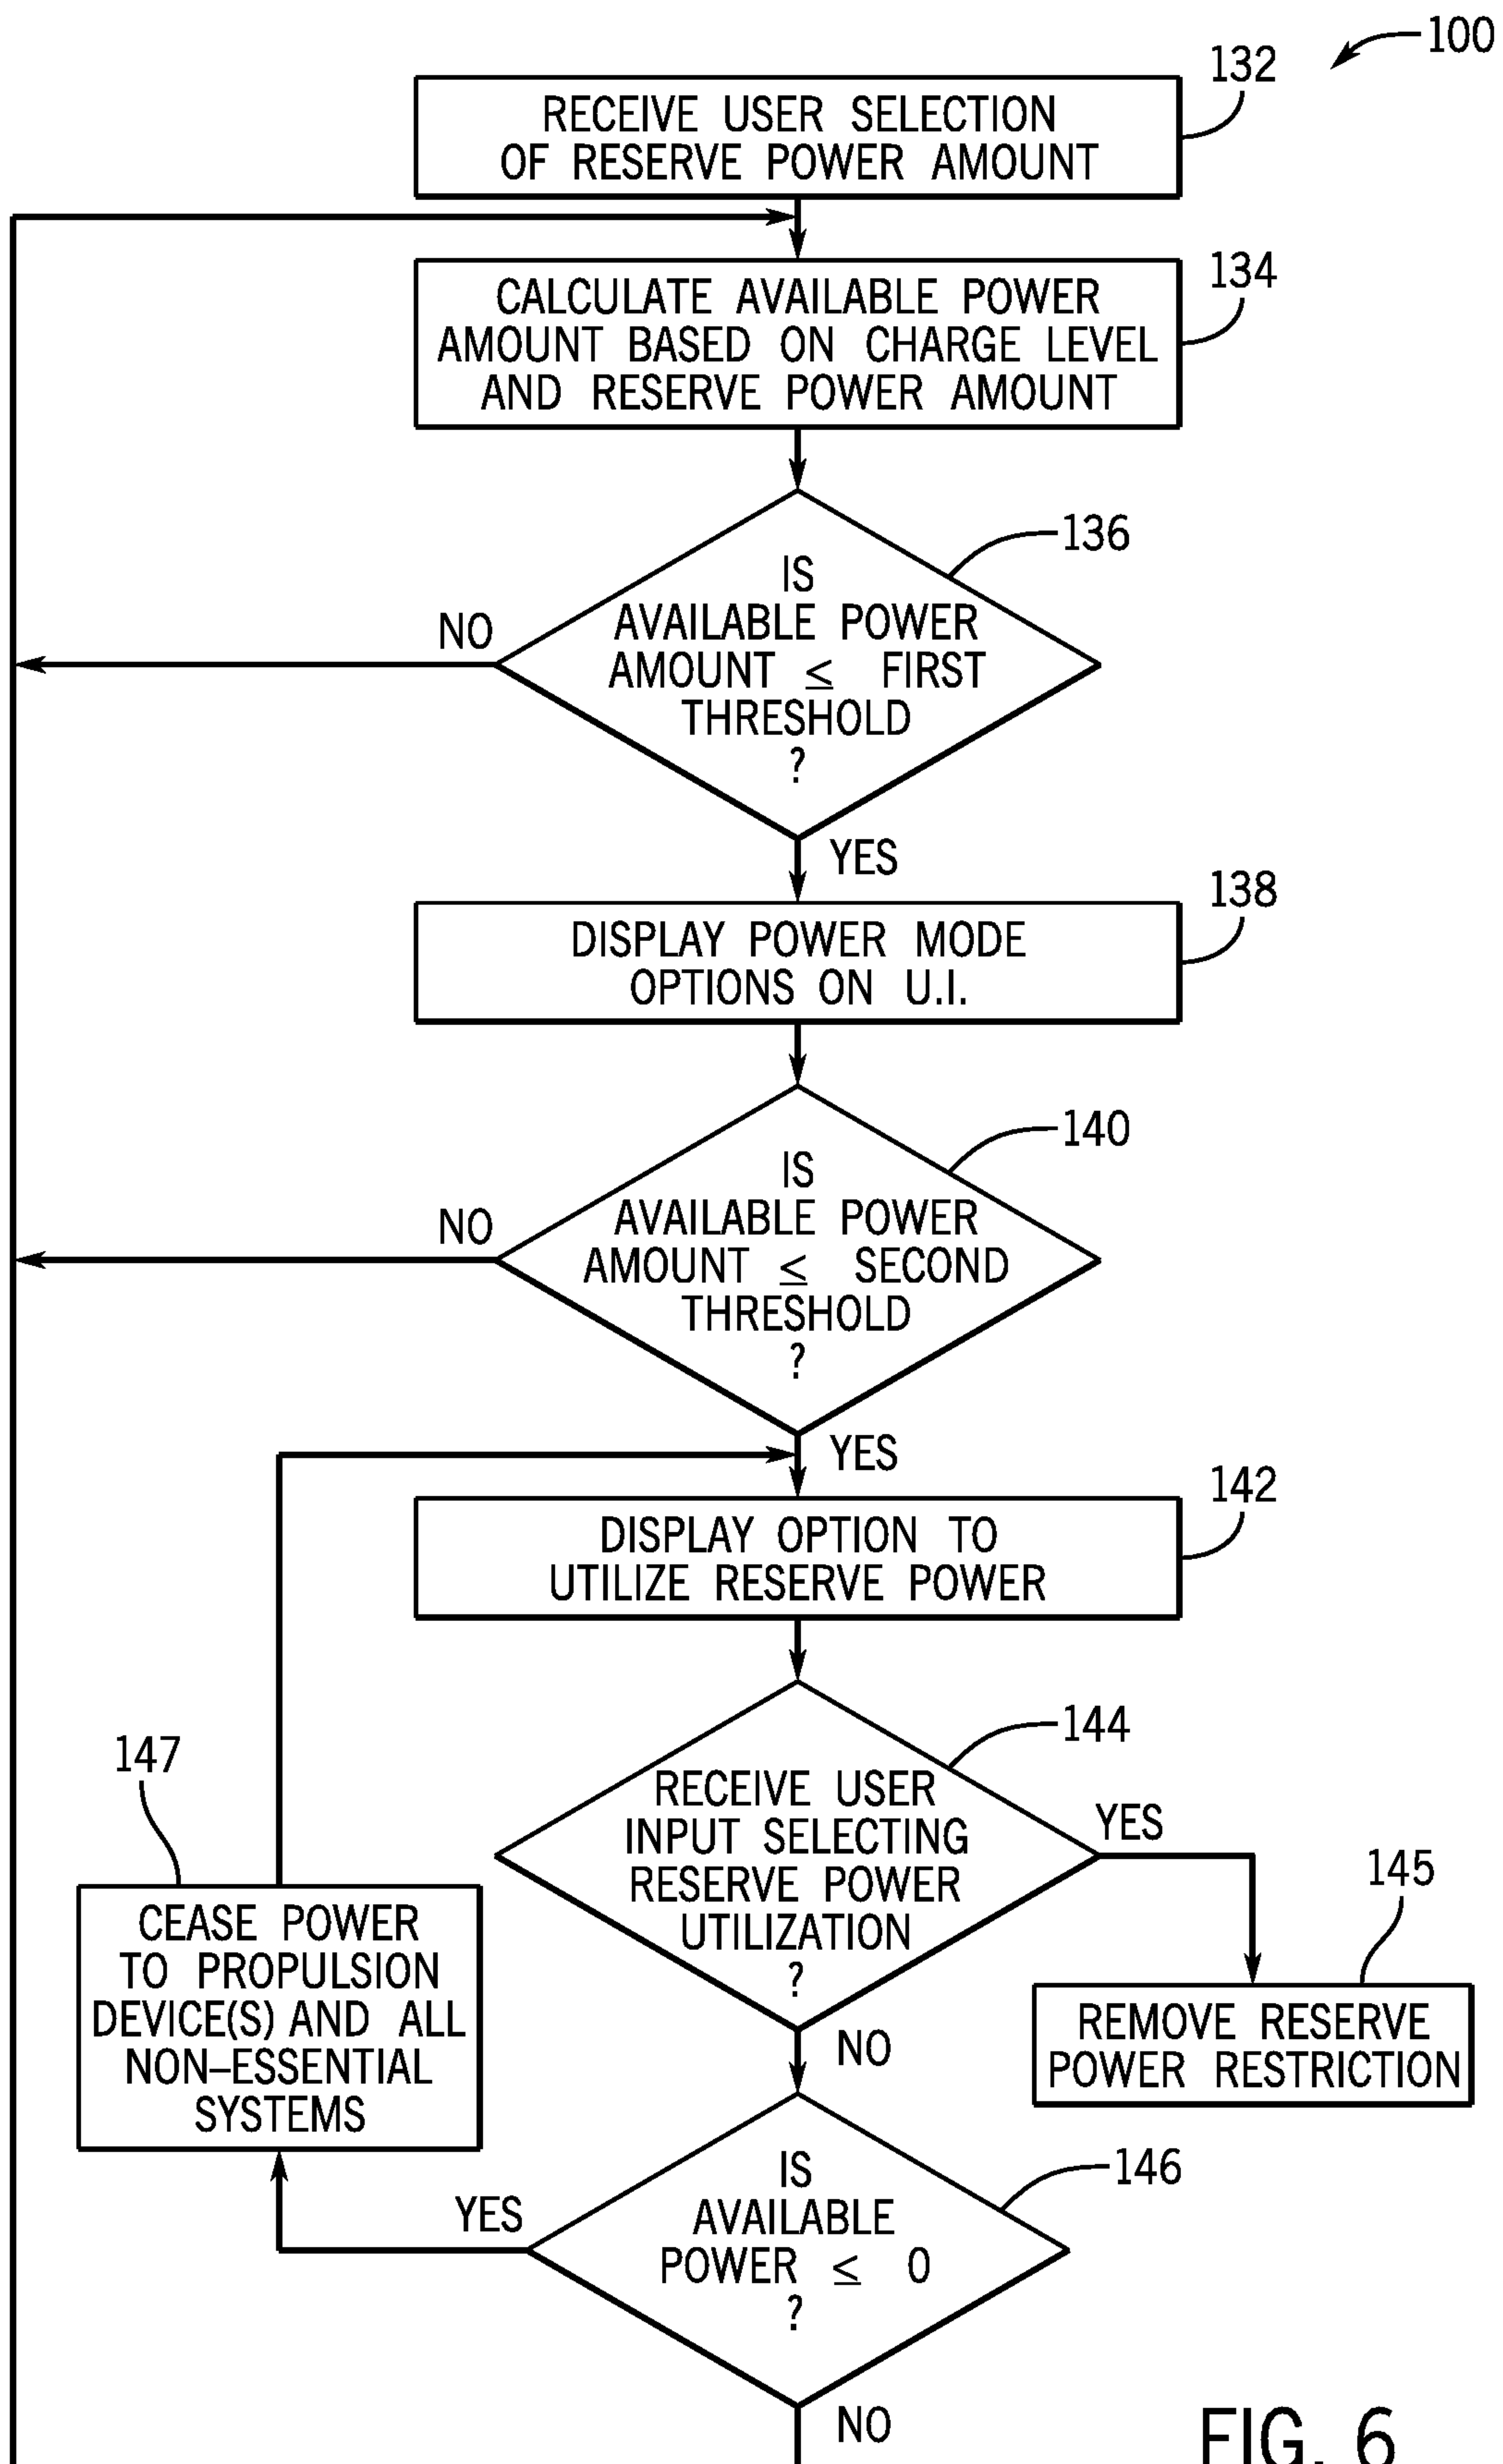 100
132
RECEIVE USER SELECTION
OF RESERVE POWER AMOUNT
134
CALCULATE AVAILABLE POWER
AMOUNT BASED ON CHARGE LEVEL
AND RESERVE POWER AMOUNT
136
IS
AVAILABLE POWER
AMOUNT ≤ FIRST
THRESHOLD
?
NO
YES
138
DISPLAY POWER MODE
OPTIONS ON U.I.
140
IS
AVAILABLE POWER
AMOUNT ≤ SECOND
THRESHOLD
?
NO
YES
142
DISPLAY OPTION TO
UTILIZE RESERVE POWER
144
RECEIVE USER
INPUT SELECTING
RESERVE POWER
UTILIZATION
?
YES
NO
145
REMOVE RESERVE
POWER RESTRICTION
147
CEASE POWER
TO PROPULSION
DEVICE(S) AND ALL
NON–ESSENTIAL
SYSTEMS
146
IS
AVAILABLE
POWER ≤ 0
?
YES
NO
FIG. 6